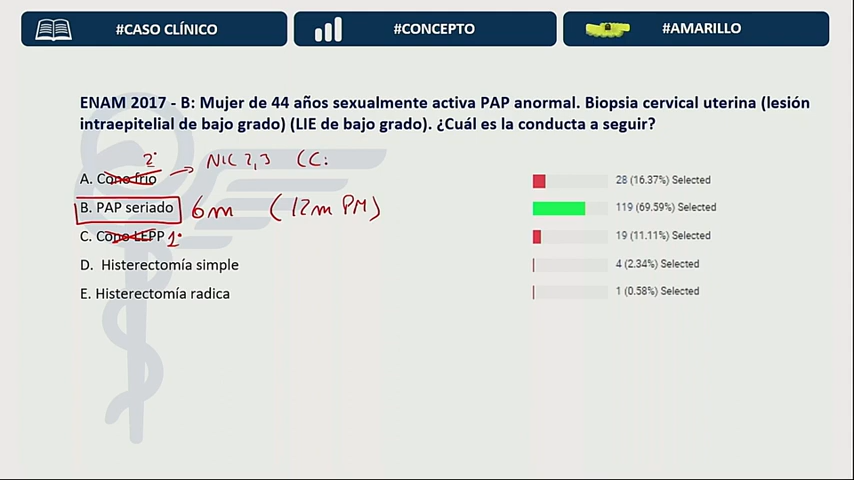 #CASO CLÍNICO
#CONCEPTO
#AMARILLO
ENAM 2017 - B: Mujer de 44 años sexualmente activa PAP anormal. Biopsia cervical uterina (lesión
intraepitelial de bajo grado) (LIE de bajo grado). ¿Cuál es la conducta a seguir?
2° NIC 2,3 (C:
A. Cono frio 28 (16.37%) Selected
B. PAP seriado 6m (12m PM) 119 (69.59%) Selected
C. Cono LEPP 1° 19 (11.11%) Selected
D. Histerectomía simple 4 (2.34%) Selected
E. Histerectomía radica 1 (0.58%) Selected